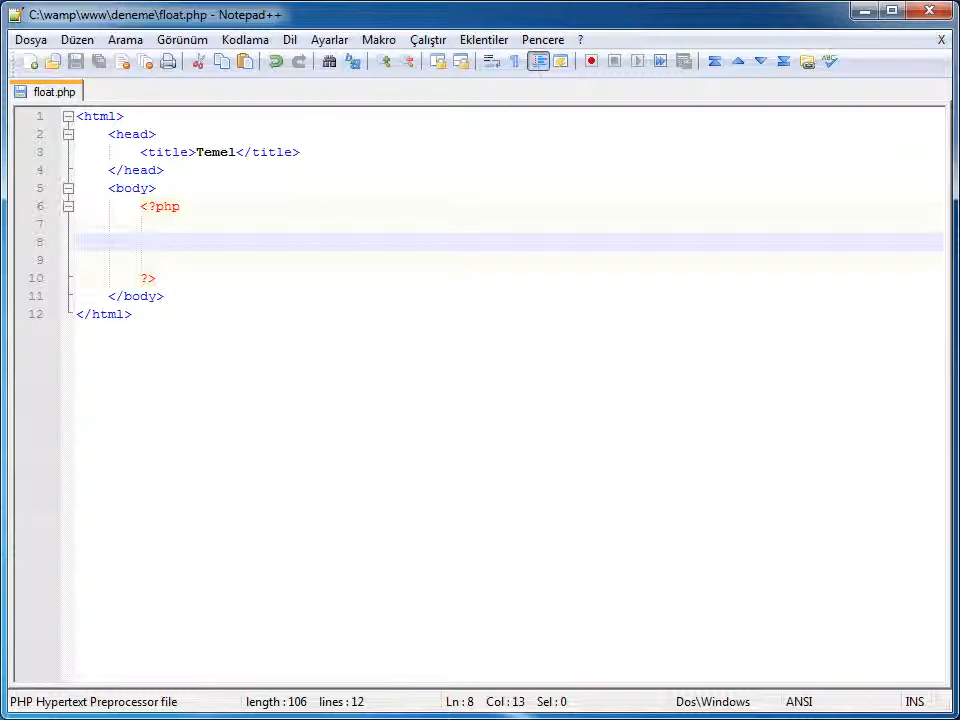 C:\wamp\www\deneme\float.php - Notepad++
Dosya Düzen Arama Görünüm Kodlama Dil Ayarlar Makro Çalıştır Eklentiler Pencere ? X
float.php
1 <html>
2 <head>
3 <title>Temel</title>
4 </head>
5 <body>
6 <?php
7
8
9
10 ?>
11 </body>
12 </html>
PHP Hypertext Preprocessor file length : 106 lines : 12 Ln : 8 Col : 13 Sel : 0 Dos\Windows ANSI INS